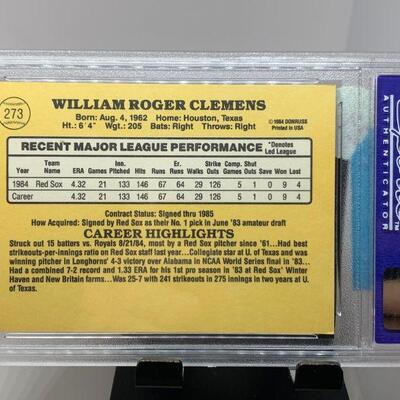 273
WILLIAM ROGER CLEMENS
Born: Aug. 4, 1962 Home: Houston, Texas
Ht.: 6'4" Wgt.: 205 Bats: Right Throws: Right
© 1984 DONRUSS
Printed in USA
RECENT MAJOR LEAGUE PERFORMANCE *Denotes Led League
Year Team Name ERA Games Inn. Pitched Hits Runs Er. Runs Walks Strike Outs Comp. Games Shut Outs Save Won Lost
1984 Red Sox 4.32 21 133 146 67 64 29 126 5 1 0 9 4
Career 4.32 21 133 146 67 64 29 126 5 1 0 9 4
Contract Status: Signed thru 1985
How Acquired: Signed by Red Sox as their No. 1 pick in June '83 amateur draft
CAREER HIGHLIGHTS
Struck out 15 batters vs. Royals 8/21/84, most by a Red Sox pitcher since '61...Had best
strikeouts-per-innings ratio on Red Sox staff last year...Collegiate star at U. of Texas and was
winning pitcher in Longhorns' 4-3 victory over Alabama in NCAA World Series final in '83...
Had a combined 7-2 record and 1.33 ERA for his 1st pro season in '83 at Red Sox' Winter
Haven and New Britain farms...Was 25-7 with 241 strikeouts in 275 innings in two years at U.
of Texas.
AUTHENTICATOR